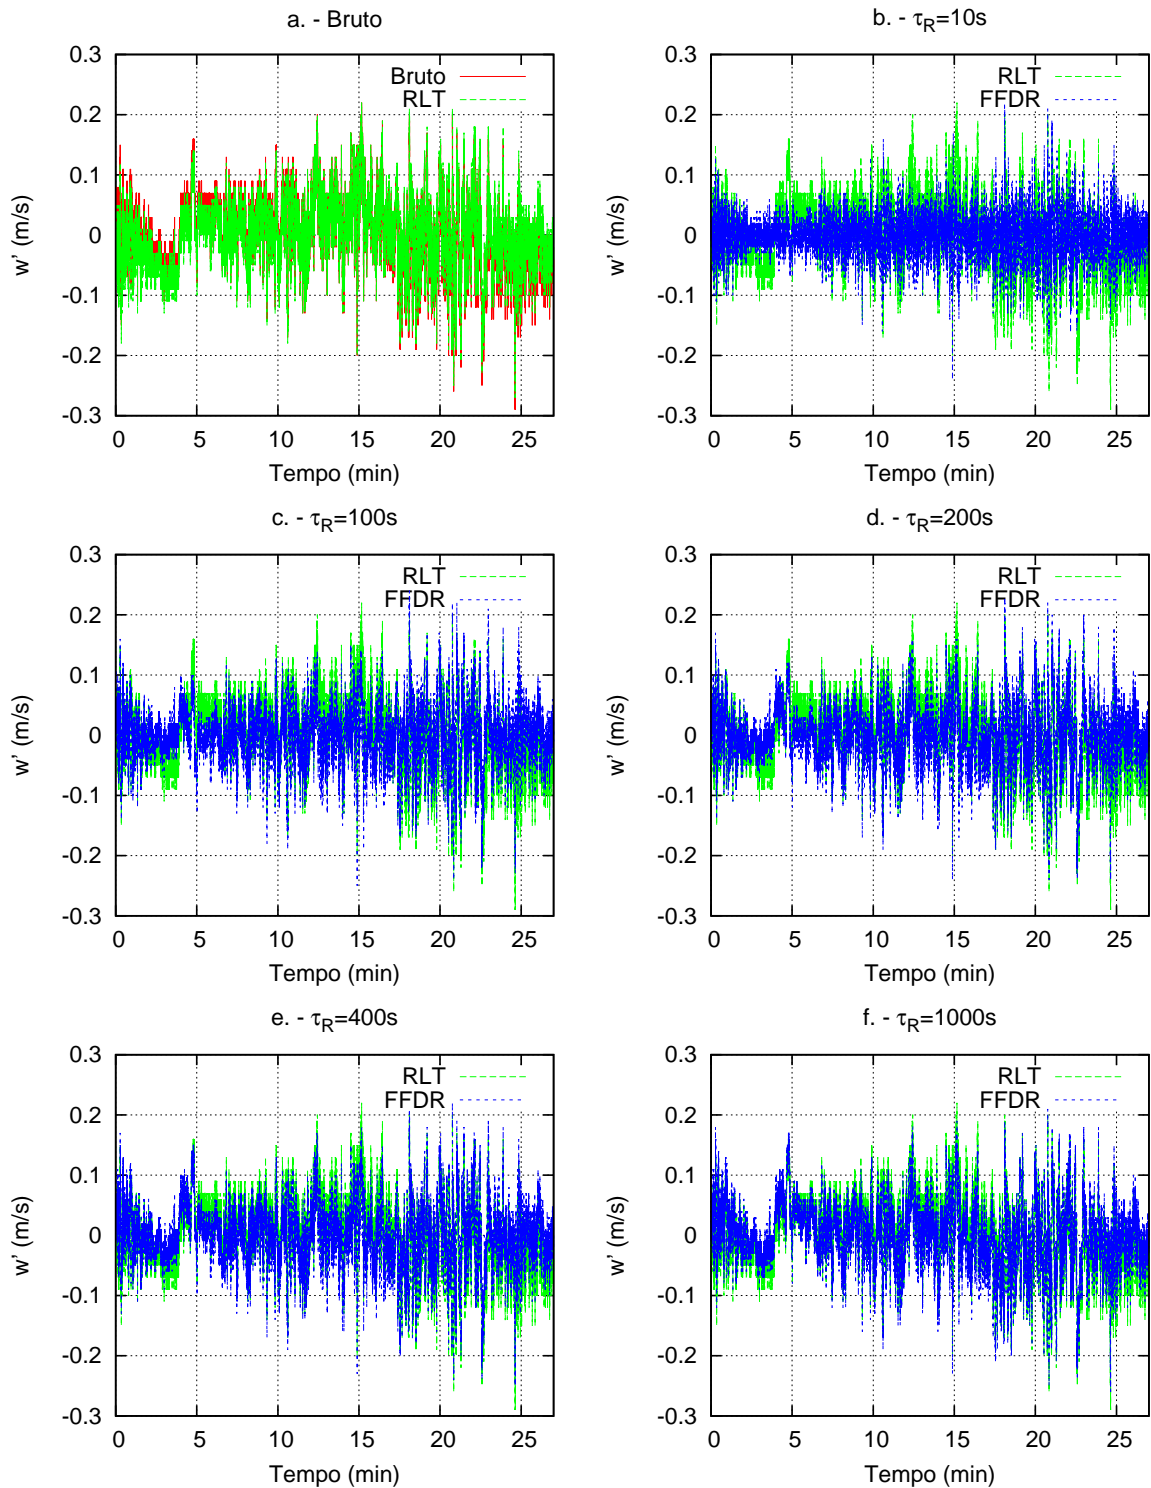 a. - Bruto
0.3
0.2
0.1
0
-0.1
-0.2
-0.3
0 5 10 15 20 25
w' (m/s)
Tempo (min)
Bruto
RLT
b. - τR=10s
0.3
0.2
0.1
0
-0.1
-0.2
-0.3
0 5 10 15 20 25
w' (m/s)
Tempo (min)
RLT
FFDR
c. - τR=100s
0.3
0.2
0.1
0
-0.1
-0.2
-0.3
0 5 10 15 20 25
w' (m/s)
Tempo (min)
RLT
FFDR
d. - τR=200s
0.3
0.2
0.1
0
-0.1
-0.2
-0.3
0 5 10 15 20 25
w' (m/s)
Tempo (min)
RLT
FFDR
e. - τR=400s
0.3
0.2
0.1
0
-0.1
-0.2
-0.3
0 5 10 15 20 25
w' (m/s)
Tempo (min)
RLT
FFDR
f. - τR=1000s
0.3
0.2
0.1
0
-0.1
-0.2
-0.3
0 5 10 15 20 25
w' (m/s)
Tempo (min)
RLT
FFDR